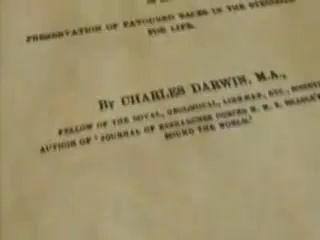 PRESERVATION OF FAVOURED RACES IN THE STRUGGLE
FOR LIFE.
By CHARLES DARWIN, M.A.,
FELLOW OF THE ROYAL, GEOLOGICAL, LINNÆAN, ETC.,
AUTHOR OF 'JOURNAL OF RESEARCHES DURING H. M. S. BEAGLE'S
ROUND THE WORLD.'